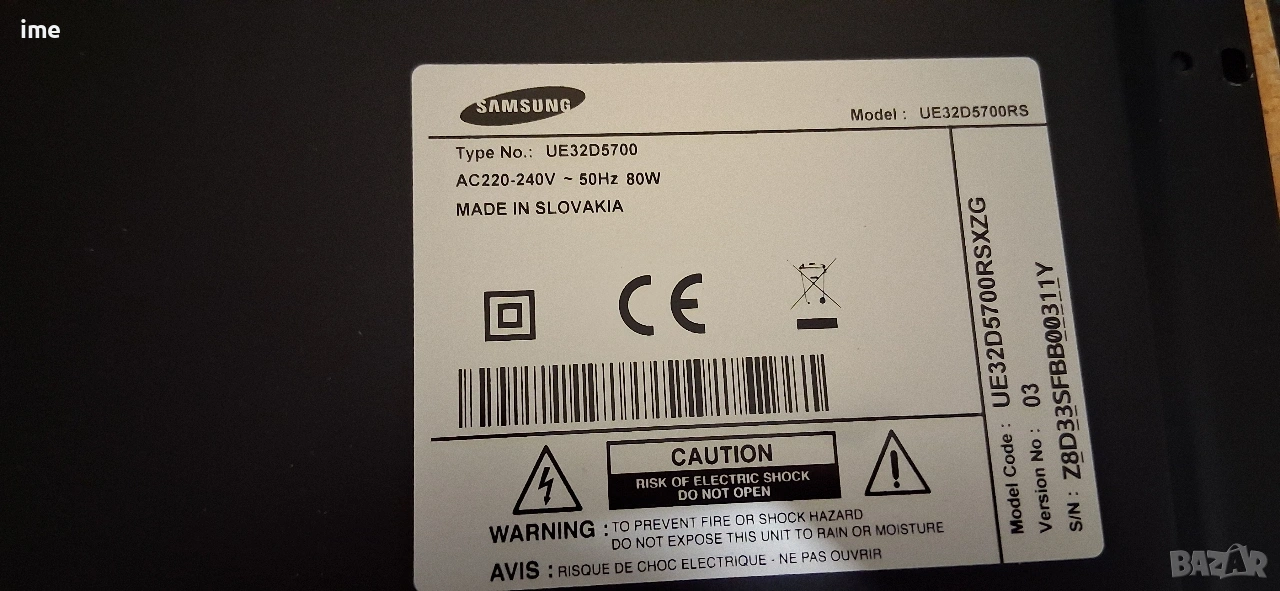 ime
SAMSUNG
Model : UE32D5700RS
Type No.: UE32D5700
AC220-240V ~ 50Hz 80W
MADE IN SLOVAKIA
CE
CAUTION
RISK OF ELECTRIC SHOCK
DO NOT OPEN
WARNING : TO PREVENT FIRE OR SHOCK HAZARD
DO NOT EXPOSE THIS UNIT TO RAIN OR MOISTURE
AVIS : RISQUE DE CHOC ELECTRIQUE - NE PAS OUVRIR
Model Code : UE32D5700RSXZG
Version No : 03
S/N : Z8D33SFBB00311Y
BAZAR